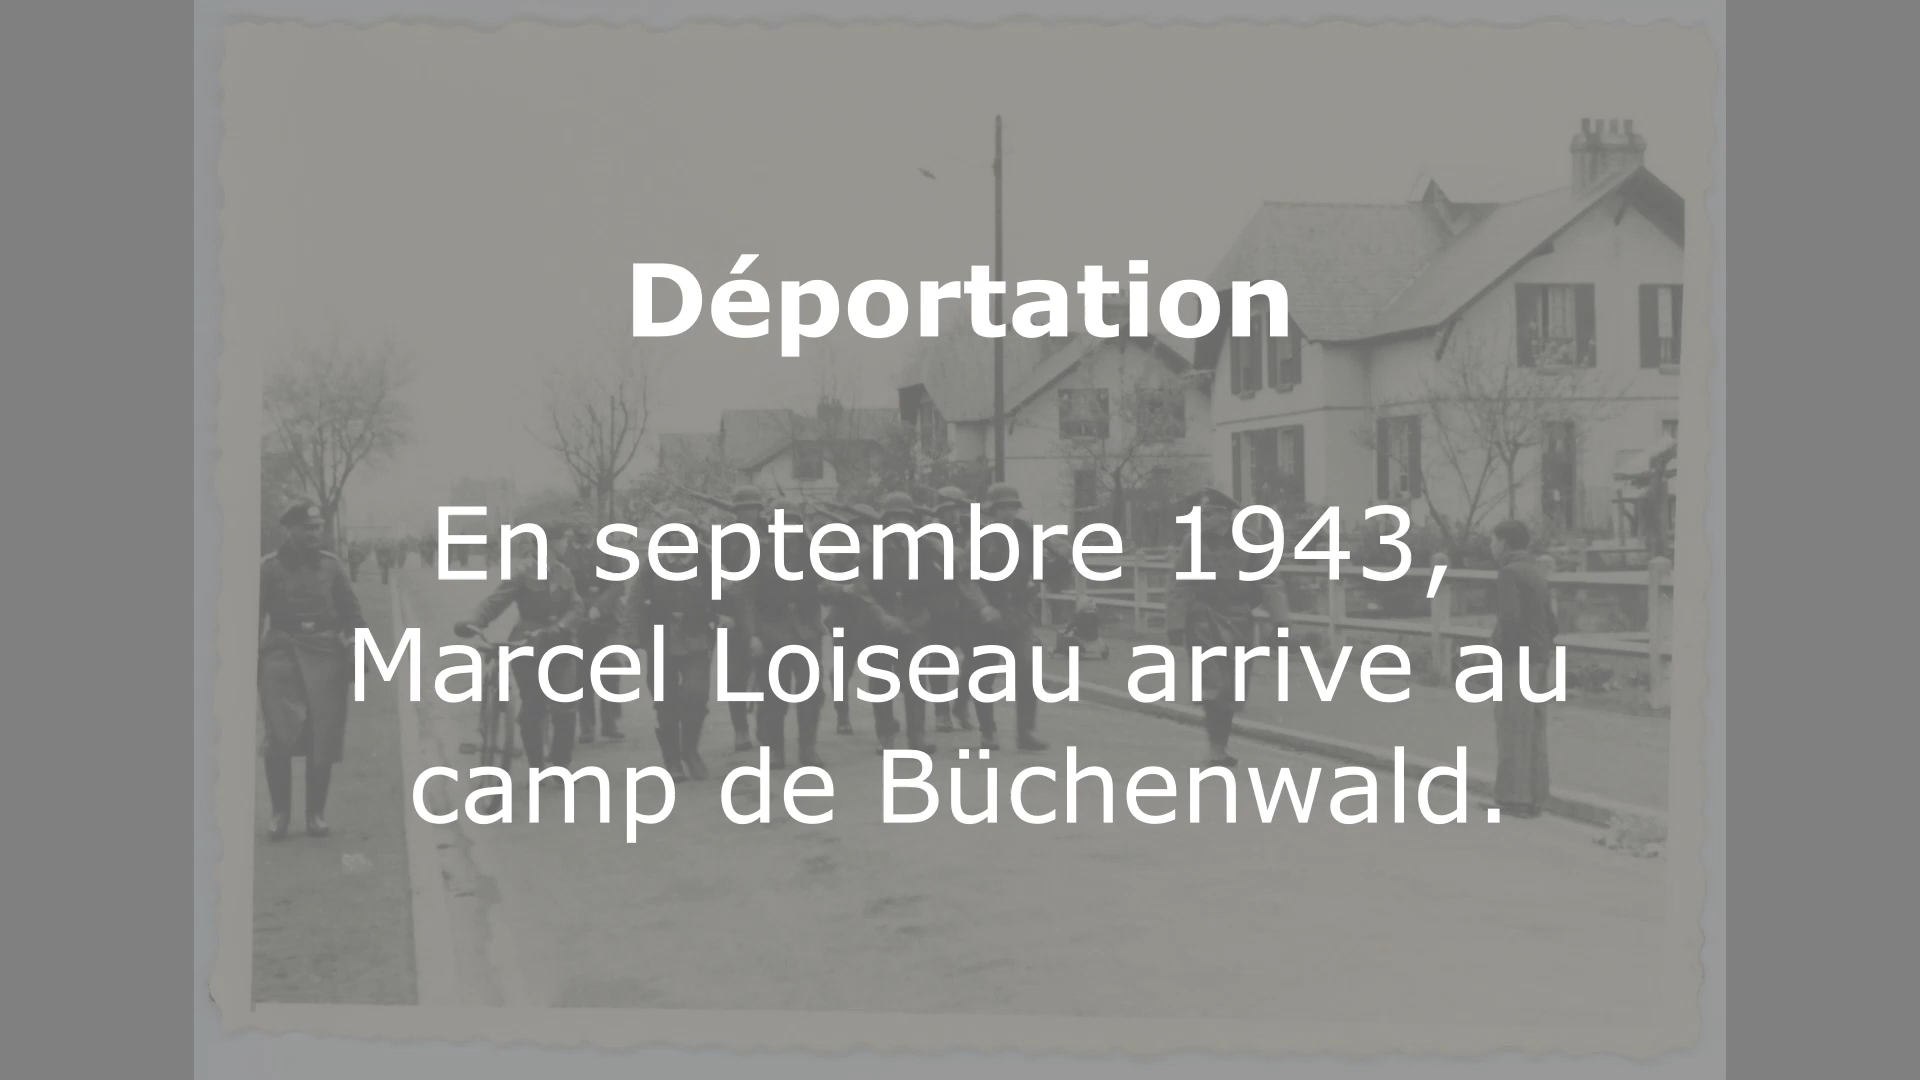 Déportation
En septembre 1943,
Marcel Loiseau arrive au
camp de Büchenwald.